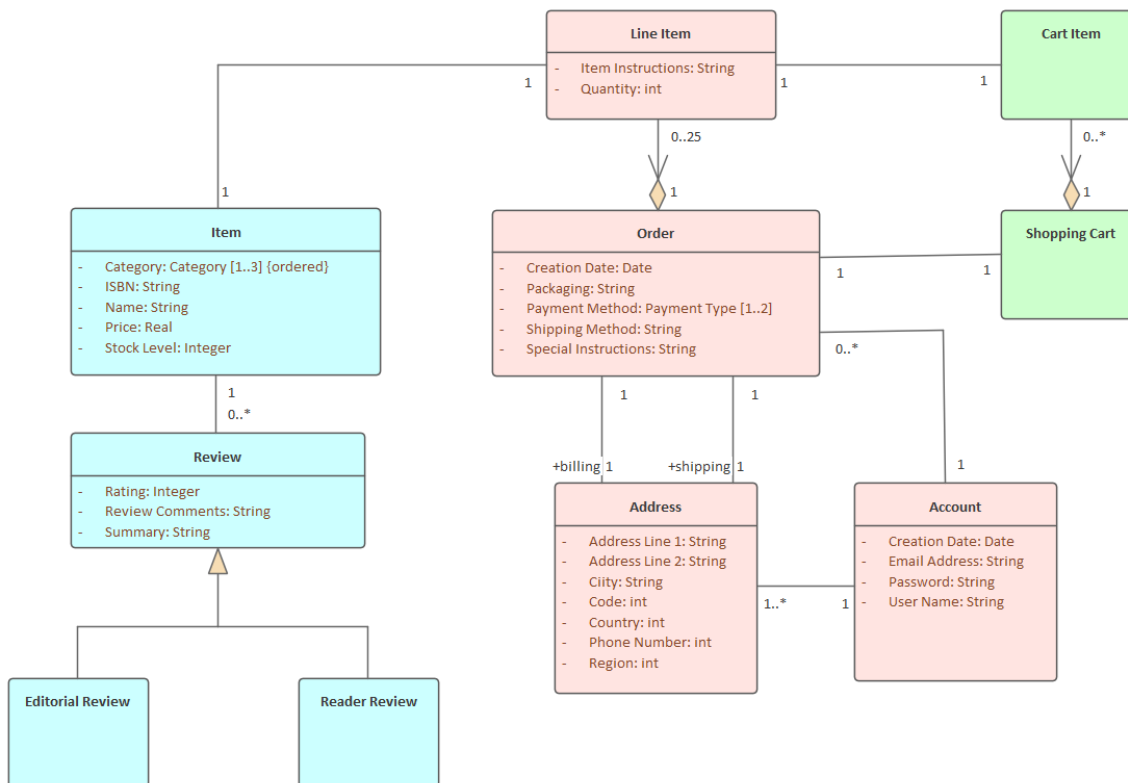 Line Item
- Item Instructions: String
- Quantity: int
Cart Item
1
1
1
0..25
0..*
1
1
1
Item
- Category: Category [1..3] {ordered}
- ISBN: String
- Name: String
- Price: Real
- Stock Level: Integer
Order
- Creation Date: Date
- Packaging: String
- Payment Method: Payment Type [1..2]
- Shipping Method: String
- Special Instructions: String
Shopping Cart
1
1
0..*
1
0..*
1
1
Review
- Rating: Integer
- Review Comments: String
- Summary: String
+billing 1
+shipping 1
1
Address
- Address Line 1: String
- Address Line 2: String
- Ciity: String
- Code: int
- Country: int
- Phone Number: int
- Region: int
1..*
1
Account
- Creation Date: Date
- Email Address: String
- Password: String
- User Name: String
Editorial Review
Reader Review